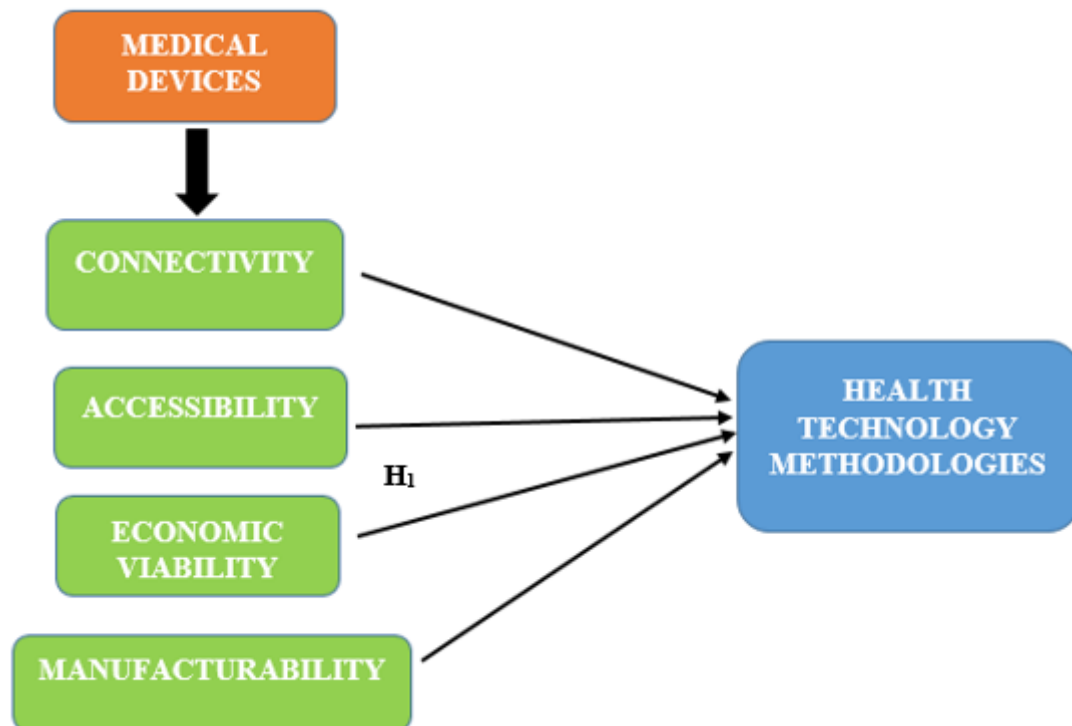 MEDICAL
DEVICES
CONNECTIVITY
ACCESSIBILITY
H₁
ECONOMIC
VIABILITY
MANUFACTURABILITY
HEALTH
TECHNOLOGY
METHODOLOGIES